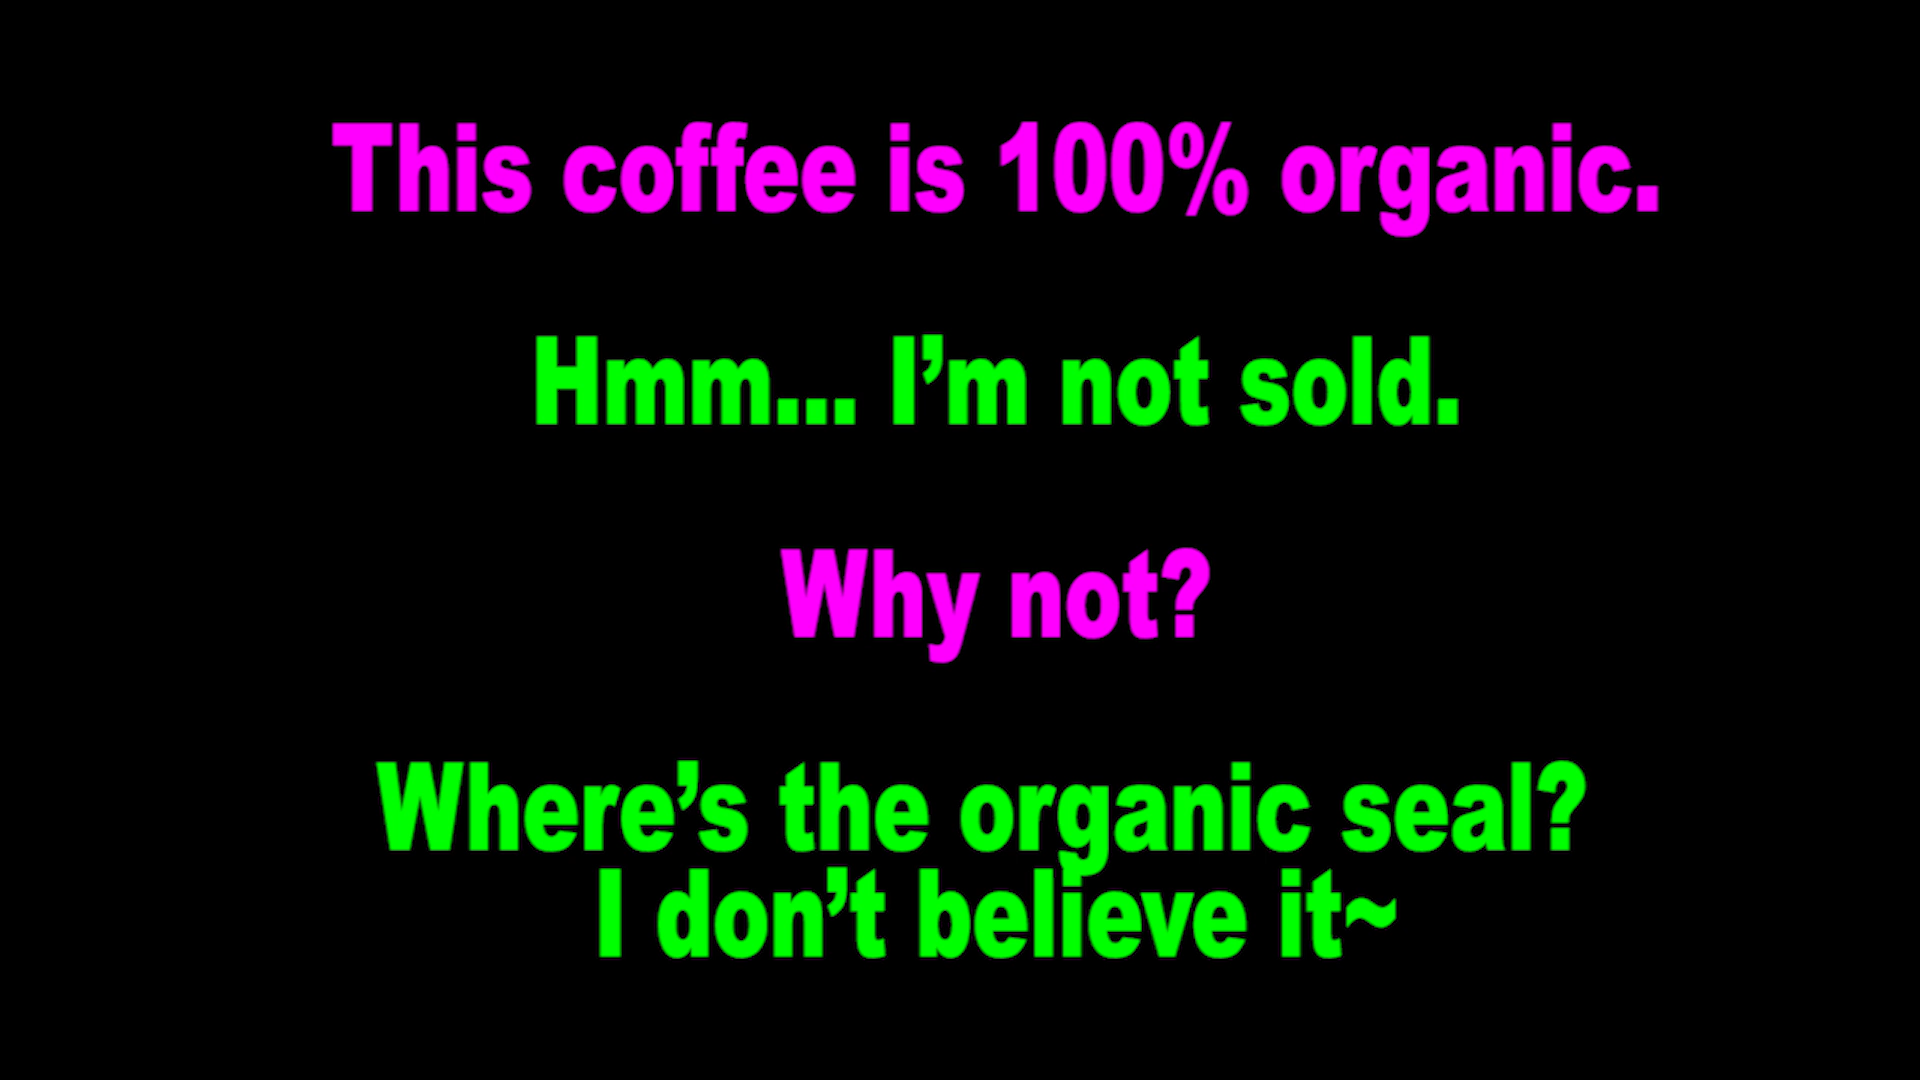 This coffee is 100% organic.
Hmm... I’m not sold.
Why not?
Where’s the organic seal?
I don’t believe it~